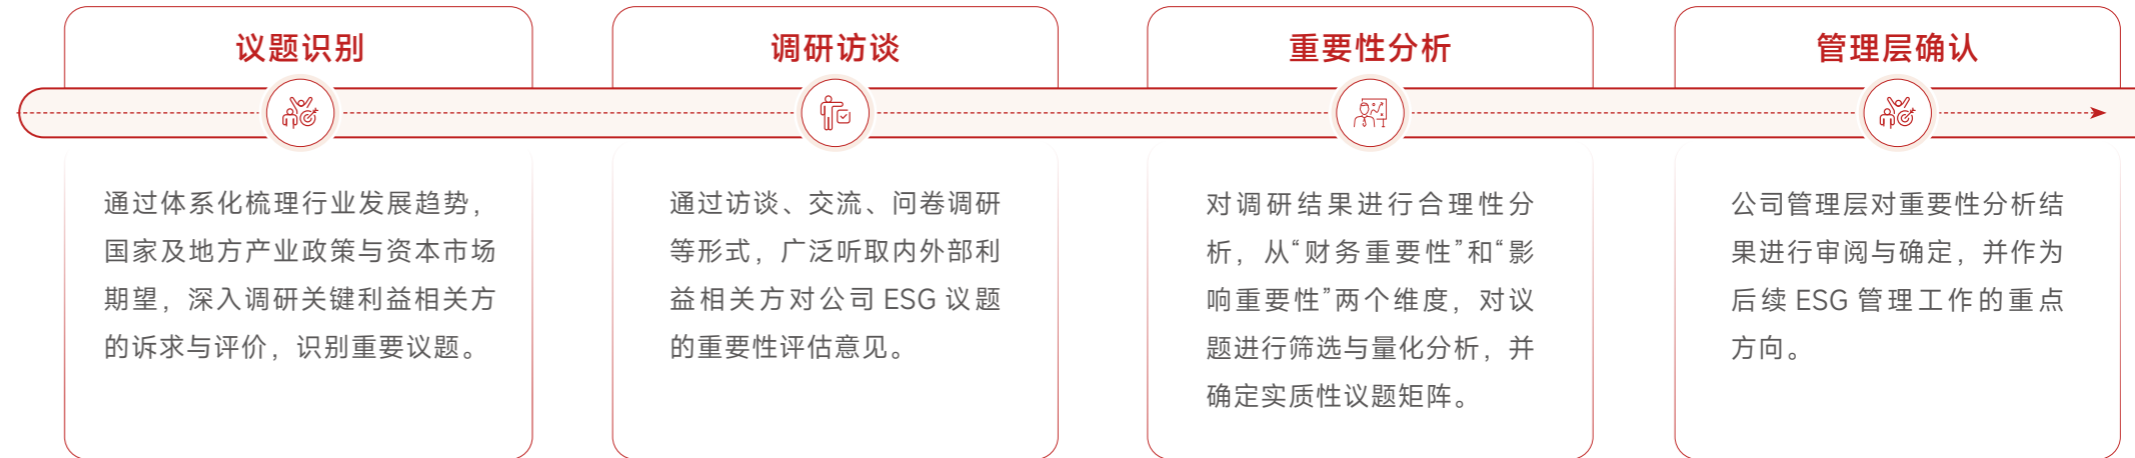 议题识别
通过体系化梳理行业发展趋势，
国家及地方产业政策与资本市场
期望，深入调研关键利益相关方
的诉求与评价，识别重要议题。
调研访谈
通过访谈、交流、问卷调研
等形式，广泛听取内外部利
益相关方对公司 ESG 议题
的重要性评估意见。
重要性分析
对调研结果进行合理性分
析，从“财务重要性”和“影
响重要性”两个维度，对议
题进行筛选与量化分析，并
确定实质性议题矩阵。
管理层确认
公司管理层对重要性分析结
果进行审阅与确定，并作为
后续 ESG 管理工作的重点
方向。